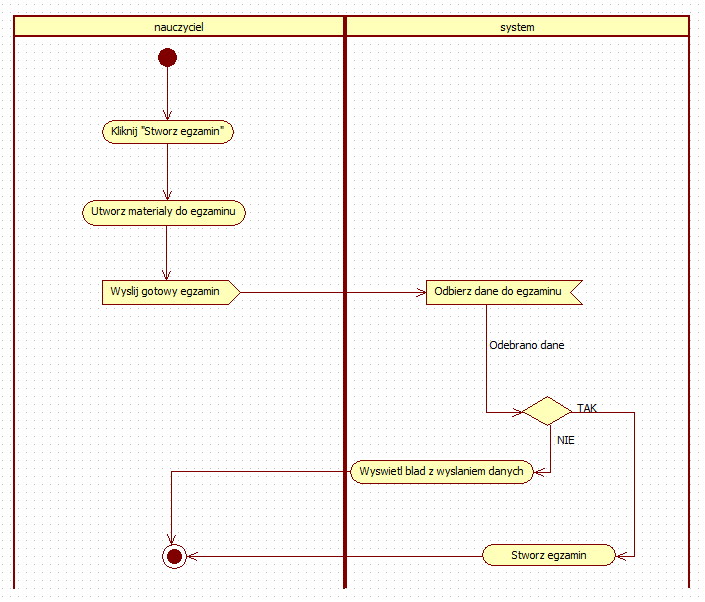 nauczyciel
system
Kliknij "Stworz egzamin"
Utworz materialy do egzaminu
Wyslij gotowy egzamin
Odbierz dane do egzaminu
Odebrano dane
TAK
NIE
Wyswietl blad z wyslaniem danych
Stworz egzamin